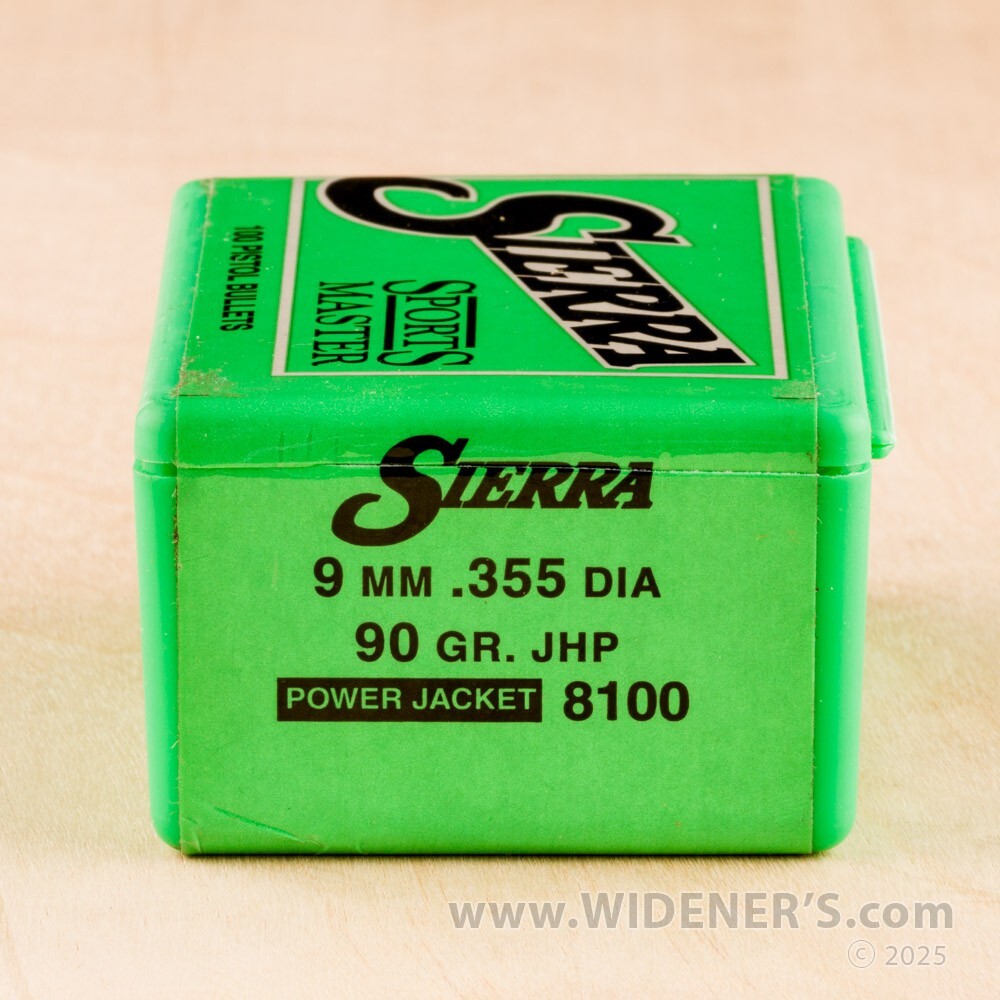 SIERRA
SPORTS
MASTER
100 PISTOL BULLETS
SIERRA
9 MM .355 DIA
90 GR. JHP
POWER JACKET 8100
www.WIDENER'S.com
© 2025